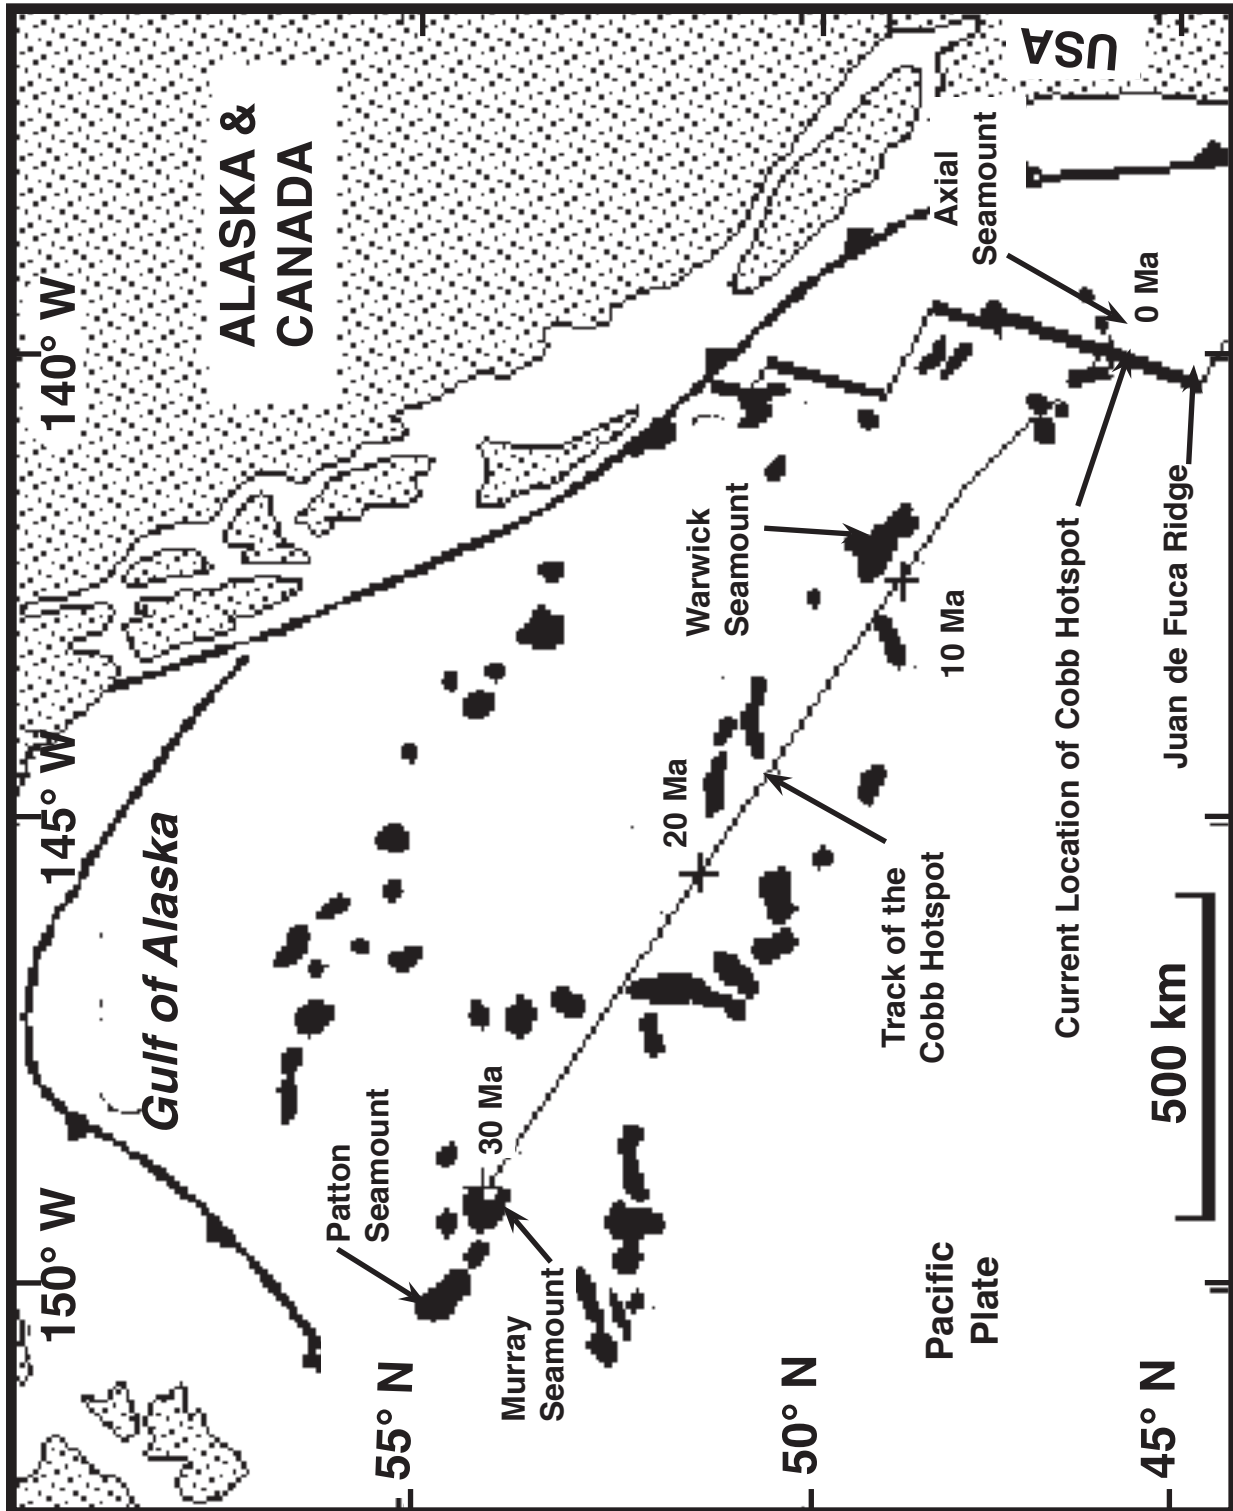 140° W
145° W
150° W
55° N
50° N
45° N
ALASKA &
CANADA
USA
Gulf of Alaska
Axial
Seamount
0 Ma
Warwick
Seamount
10 Ma
20 Ma
30 Ma
Patton
Seamount
Murray
Seamount
Track of the
Cobb Hotspot
Current Location of Cobb Hotspot
Juan de Fuca Ridge
Pacific
Plate
500 km